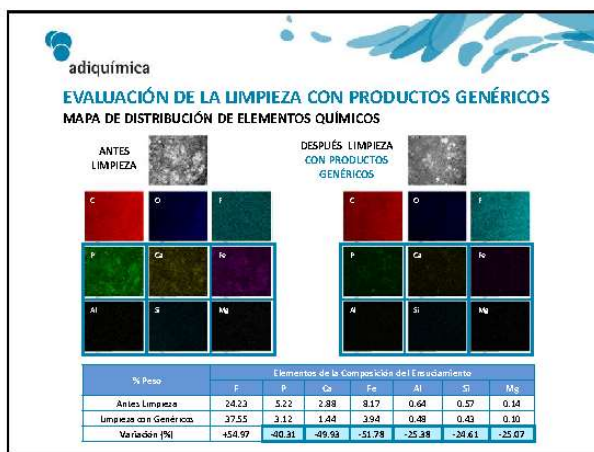 adiquímica
EVALUACIÓN DE LA LIMPIEZA CON PRODUCTOS GENÉRICOS
MAPA DE DISTRIBUCIÓN DE ELEMENTOS QUÍMICOS
ANTES
LIMPIEZA
DESPUÉS LIMPIEZA
CON PRODUCTOS
GENÉRICOS
C O F
P Ca Fe
Al Si Mg
C O F
P Ca Fe
Al Si Mg
% Peso
Elementos de la Composición del Ensuciamiento
F P Ca Fe Al Si Mg
Antes Limpieza 24.23 5.22 2.88 8.17 0.64 0.57 0.14
Limpieza con Genéricos 37.55 3.12 1.44 3.94 0.48 0.43 0.10
Variación (%) +54.97 -40.31 -49.93 -51.78 -25.38 -24.61 -25.07